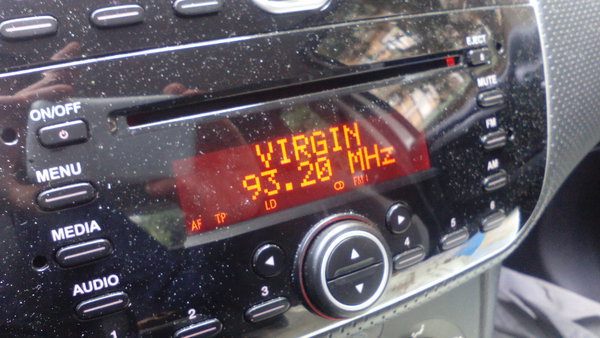 EJECT
ON/OFF
MUTE
MENU
FM
MEDIA
AM
AUDIO
VIRGIN
93.20 MHz
AF TP LD CD
1 2 3 4 5 6